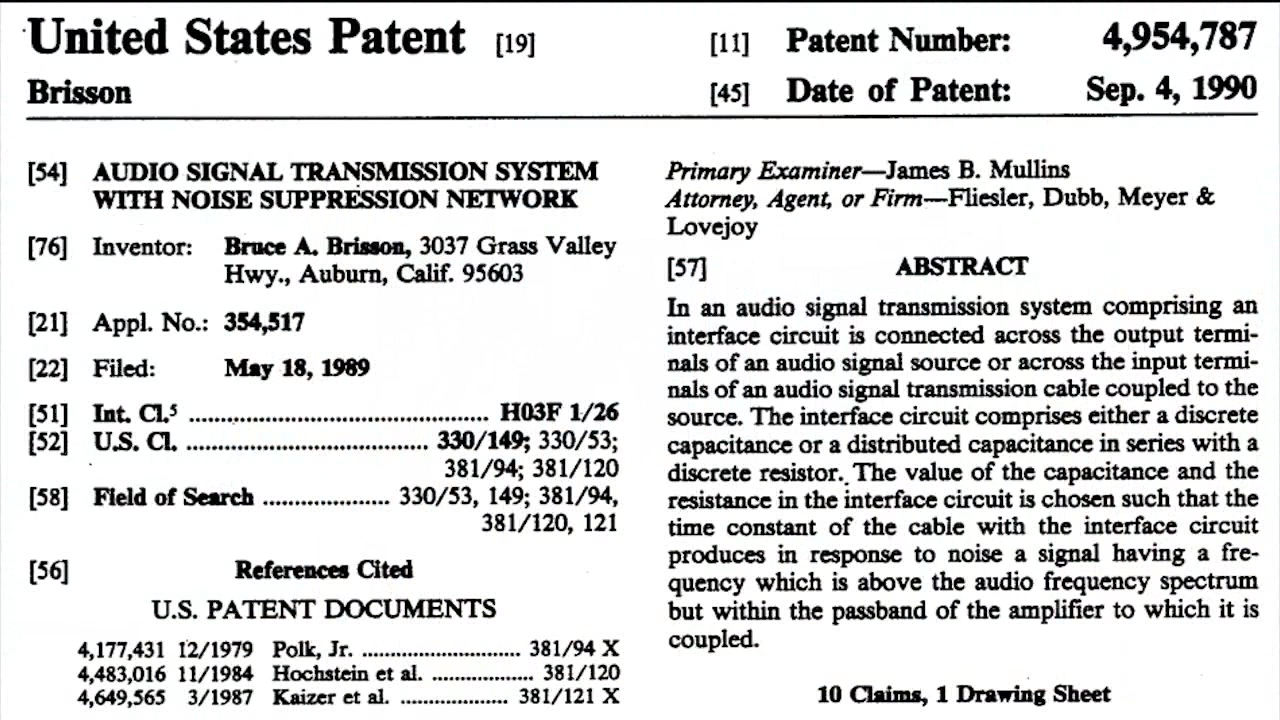 United States Patent [19]
Brisson
[11] Patent Number: 4,954,787
[45] Date of Patent: Sep. 4, 1990
[54] AUDIO SIGNAL TRANSMISSION SYSTEM
WITH NOISE SUPPRESSION NETWORK
[76] Inventor: Bruce A. Brisson, 3037 Grass Valley
Hwy., Auburn, Calif. 95603
[21] Appl. No.: 354,517
[22] Filed: May 18, 1989
[51] Int. Cl.⁵ .................................... H03F 1/26
[52] U.S. Cl. .................................... 330/149; 330/53;
381/94; 381/120
[58] Field of Search .................. 330/53, 149; 381/94,
381/120, 121
[56] References Cited
U.S. PATENT DOCUMENTS
4,177,431 12/1979 Polk, Jr. ............................ 381/94 X
4,483,016 11/1984 Hochstein et al. .................. 381/120
4,649,565 3/1987 Kaizer et al. ................... 381/121 X
Primary Examiner—James B. Mullins
Attorney, Agent, or Firm—Fliesler, Dubb, Meyer &
Lovejoy
[57] ABSTRACT
In an audio signal transmission system comprising an
interface circuit is connected across the output termi-
nals of an audio signal source or across the input termi-
nals of an audio signal transmission cable coupled to the
source. The interface circuit comprises either a discrete
capacitance or a distributed capacitance in series with a
discrete resistor. The value of the capacitance and the
resistance in the interface circuit is chosen such that the
time constant of the cable with the interface circuit
produces in response to noise a signal having a fre-
quency which is above the audio frequency spectrum
but within the passband of the amplifier to which it is
coupled.
10 Claims, 1 Drawing Sheet